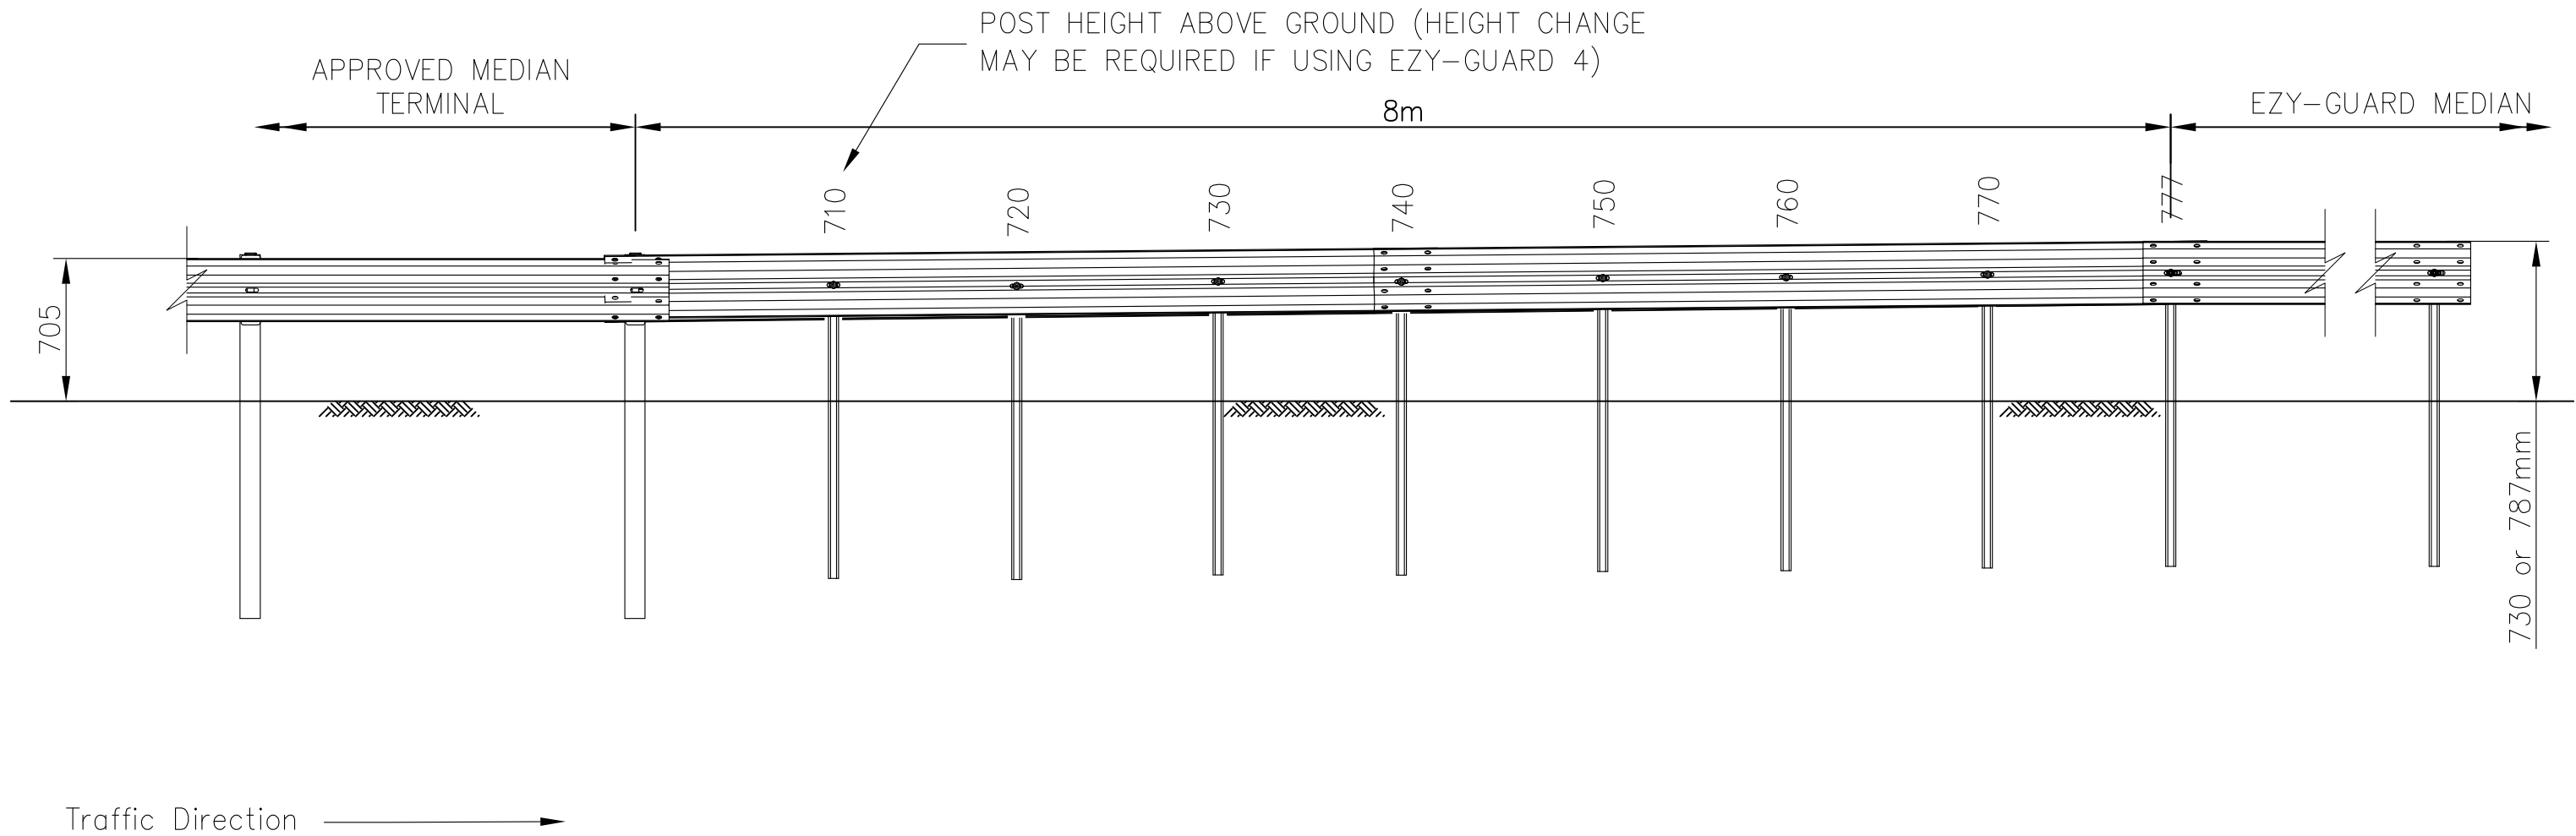 POST HEIGHT ABOVE GROUND (HEIGHT CHANGE
MAY BE REQUIRED IF USING EZY-GUARD 4)
APPROVED MEDIAN
TERMINAL
8m
EZY-GUARD MEDIAN
710
720
730
740
750
760
770
777
705
730 or 787mm
Traffic Direction